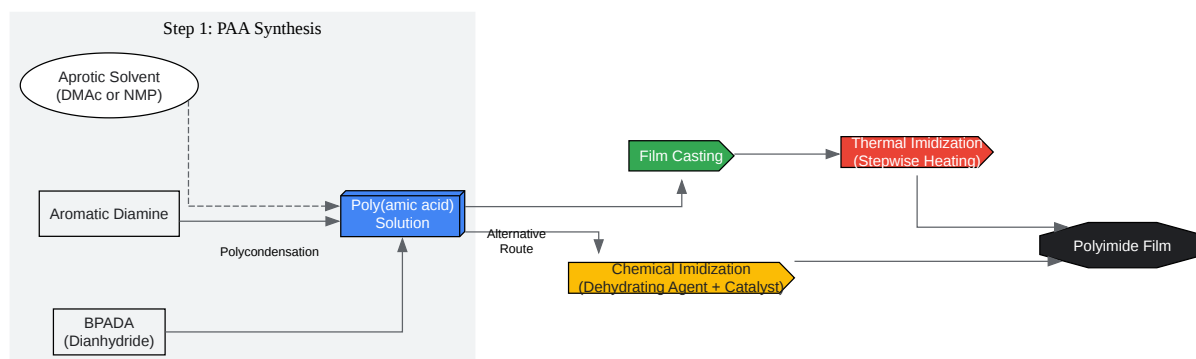 Step 1: PAA Synthesis
Aprotic Solvent
(DMAc or NMP)
Aromatic Diamine
Polycondensation
BPADA
(Dianhydride)
Poly(amic acid)
Solution
Alternative
Route
Film Casting
Thermal Imidization
(Stepwise Heating)
Chemical Imidization
(Dehydrating Agent + Catalyst)
Polyimide Film